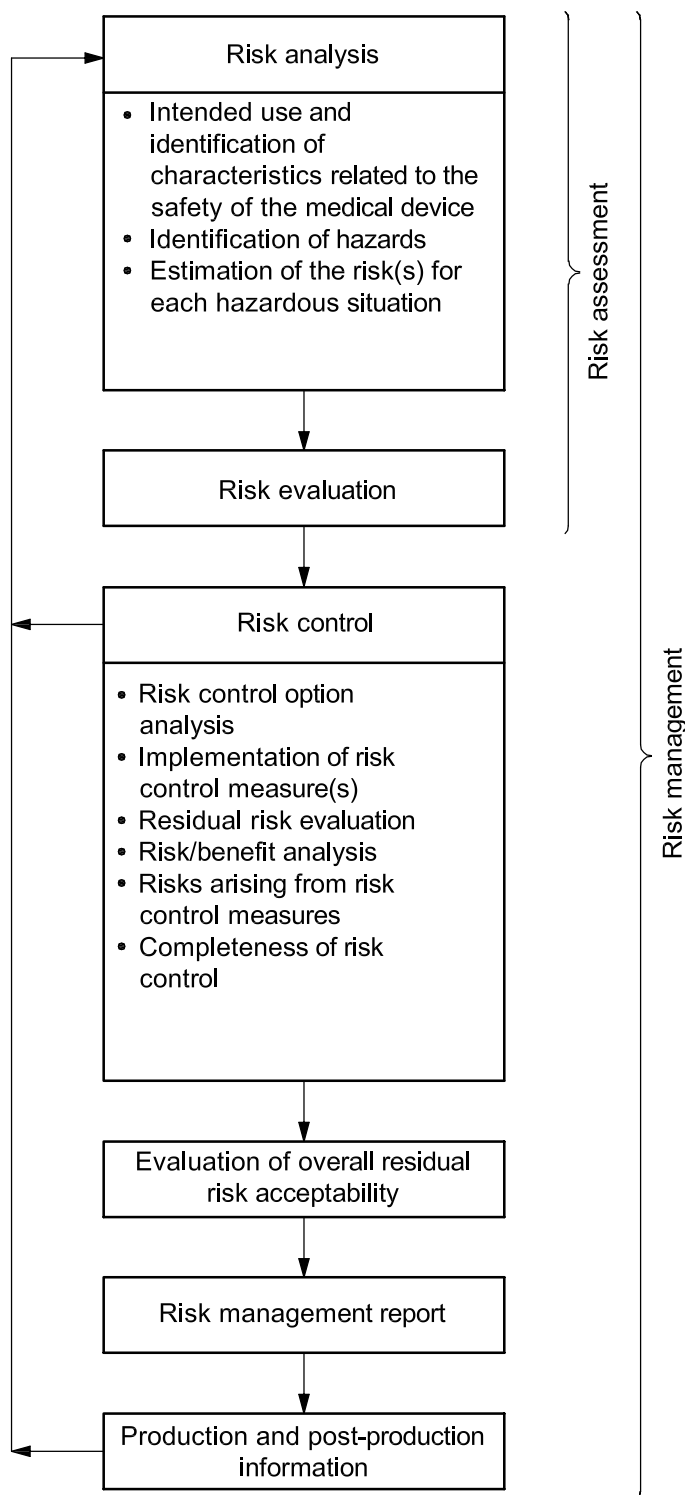 Risk analysis
• Intended use and
identification of
characteristics related to the
safety of the medical device
• Identification of hazards
• Estimation of the risk(s) for
each hazardous situation
Risk evaluation
Risk assessment
Risk control
• Risk control option
analysis
• Implementation of risk
control measure(s)
• Residual risk evaluation
• Risk/benefit analysis
• Risks arising from risk
control measures
• Completeness of risk
control
Evaluation of overall residual
risk acceptability
Risk management report
Production and post-production
information
Risk management